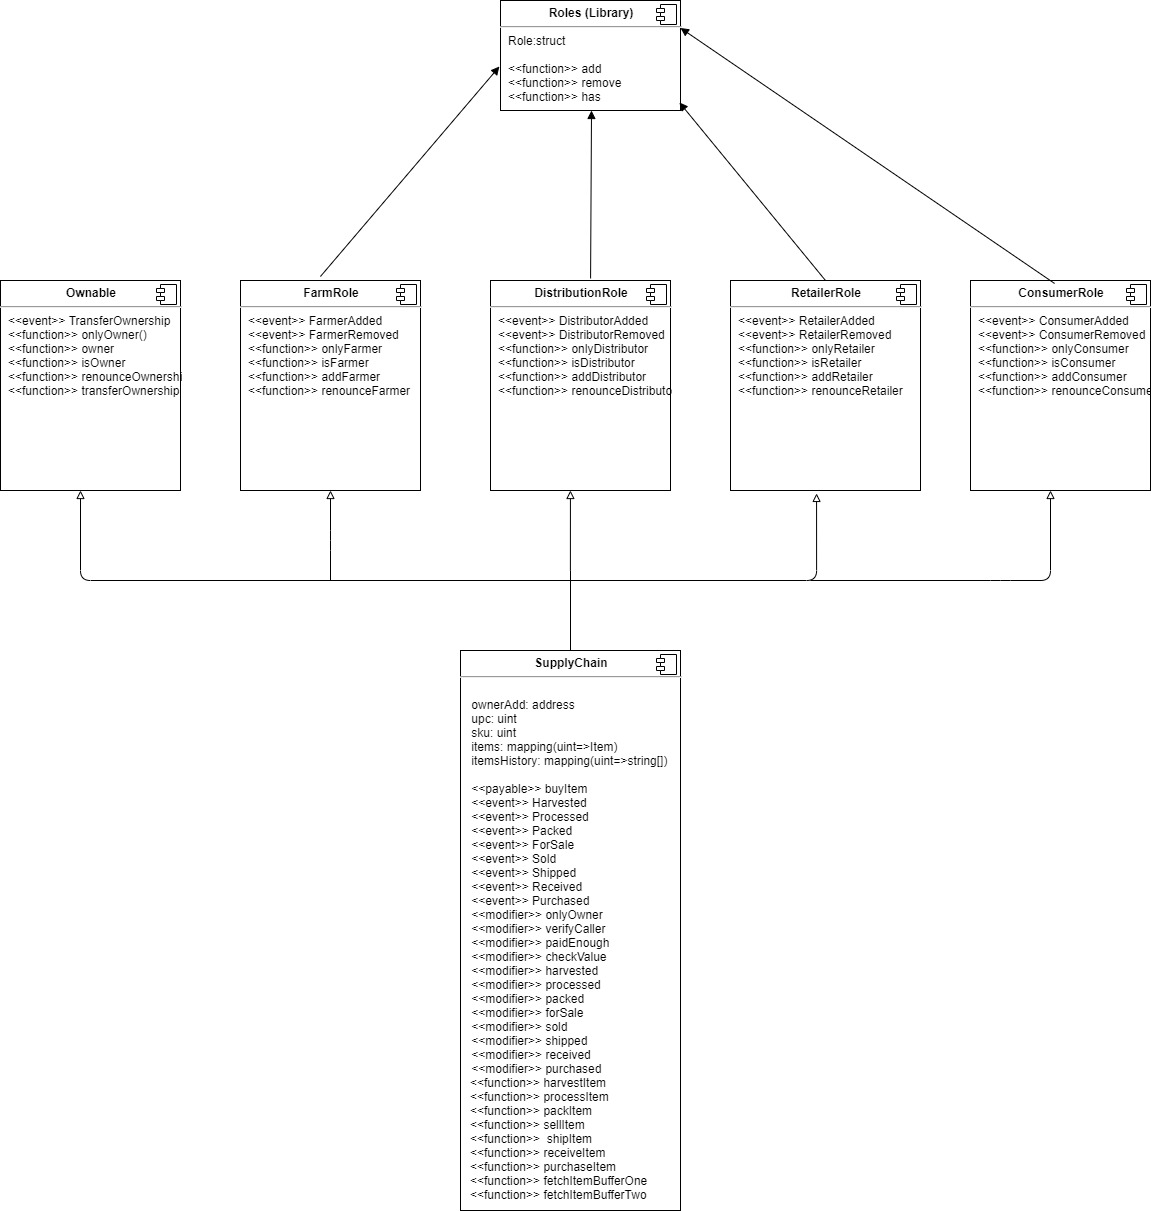 Roles (Library)
Role:struct
<<function>> add
<<function>> remove
<<function>> has
Ownable
<<event>> TransferOwnership
<<function>> onlyOwner()
<<function>> owner
<<function>> isOwner
<<function>> renounceOwnershi
<<function>> transferOwnership
FarmRole
<<event>> FarmerAdded
<<event>> FarmerRemoved
<<function>> onlyFarmer
<<function>> isFarmer
<<function>> addFarmer
<<function>> renounceFarmer
DistributionRole
<<event>> DistributorAdded
<<event>> DistributorRemoved
<<function>> onlyDistributor
<<function>> isDistributor
<<function>> addDistributor
<<function>> renounceDistributo
RetailerRole
<<event>> RetailerAdded
<<event>> RetailerRemoved
<<function>> onlyRetailer
<<function>> isRetailer
<<function>> addRetailer
<<function>> renounceRetailer
ConsumerRole
<<event>> ConsumerAdded
<<event>> ConsumerRemoved
<<function>> onlyConsumer
<<function>> isConsumer
<<function>> addConsumer
<<function>> renounceConsume
SupplyChain
ownerAdd: address
upc: uint
sku: uint
items: mapping(uint=>Item)
itemsHistory: mapping(uint=>string[])
<<payable>> buyItem
<<event>> Harvested
<<event>> Processed
<<event>> Packed
<<event>> ForSale
<<event>> Sold
<<event>> Shipped
<<event>> Received
<<event>> Purchased
<<modifier>> onlyOwner
<<modifier>> verifyCaller
<<modifier>> paidEnough
<<modifier>> checkValue
<<modifier>> harvested
<<modifier>> processed
<<modifier>> packed
<<modifier>> forSale
<<modifier>> sold
<<modifier>> shipped
<<modifier>> received
<<modifier>> purchased
<<function>> harvestItem
<<function>> processItem
<<function>> packItem
<<function>> sellItem
<<function>> shipItem
<<function>> receiveItem
<<function>> purchaseItem
<<function>> fetchItemBufferOne
<<function>> fetchItemBufferTwo